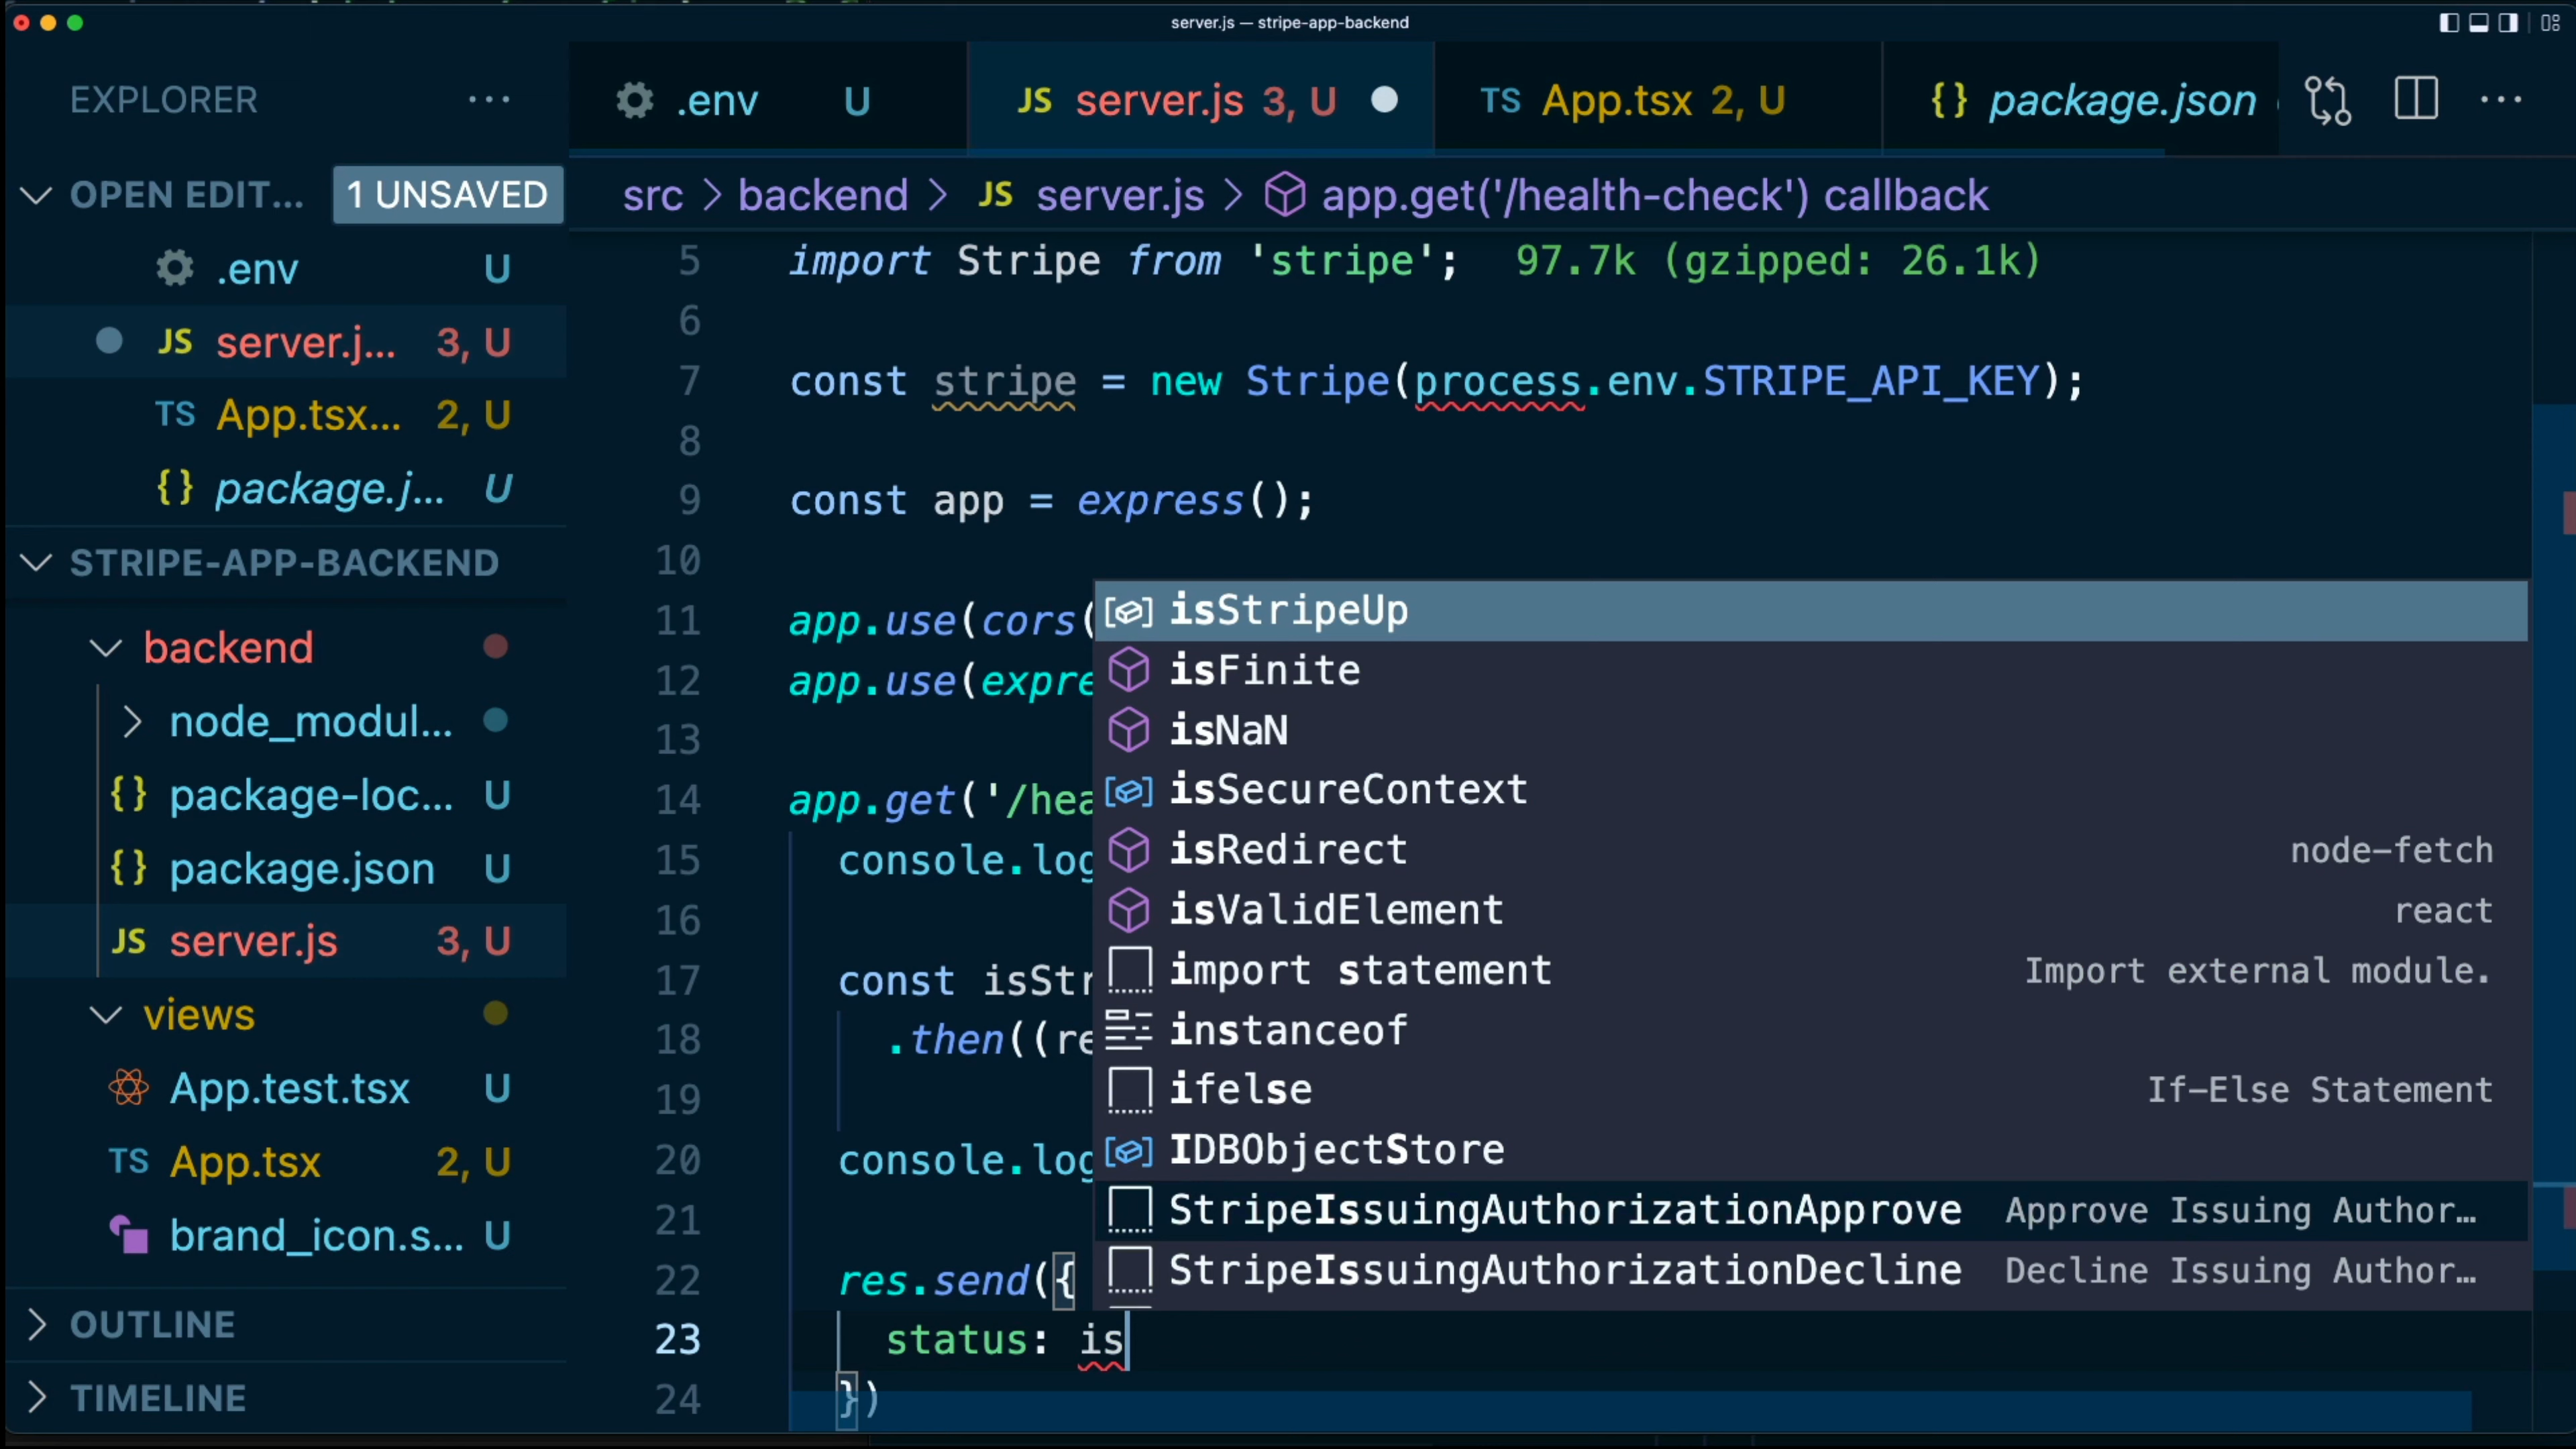 server.js — stripe-app-backend
EXPLORER
.env U
JS server.js 3, U
TS App.tsx 2, U
{} package.json
OPEN EDIT... 1 UNSAVED
src > backend > JS server.js > app.get('/health-check') callback
.env U
JS server.j... 3, U
TS App.tsx... 2, U
{} package.j... U
STRIPE-APP-BACKEND
backend
node_modul...
{} package-loc... U
{} package.json U
JS server.js 3, U
views
App.test.tsx U
TS App.tsx 2, U
brand_icon.s... U
OUTLINE
TIMELINE
5 import Stripe from 'stripe'; 97.7k (gzipped: 26.1k)
6
7 const stripe = new Stripe(process.env.STRIPE_API_KEY);
8
9 const app = express();
10
11 app.use(cors(
12 app.use(expre
13
14 app.get('/hea
15 console.log
16
17 const isStr
18 .then((re
19
20 console.log
21
22 res.send({
23 status: is
24 })
isStripeUp
isFinite
isNaN
isSecureContext
isRedirect node-fetch
isValidElement react
import statement Import external module.
instanceof
ifelse If-Else Statement
IDBObjectStore
StripeIssuingAuthorizationApprove Approve Issuing Author...
StripeIssuingAuthorizationDecline Decline Issuing Author...